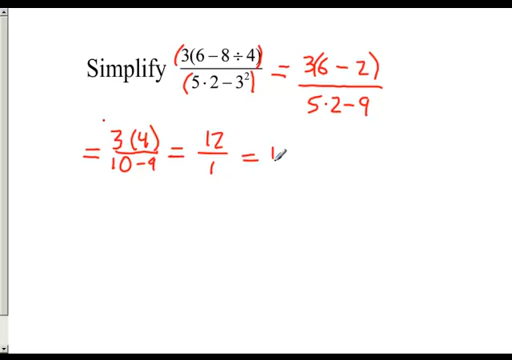 Simplify (3(6 – 8 ÷ 4))/(5 · 2 – 3²) = 3(6 – 2)/(5 · 2 – 9)
= 3(4)/(10 – 9) = 12/1 = 1